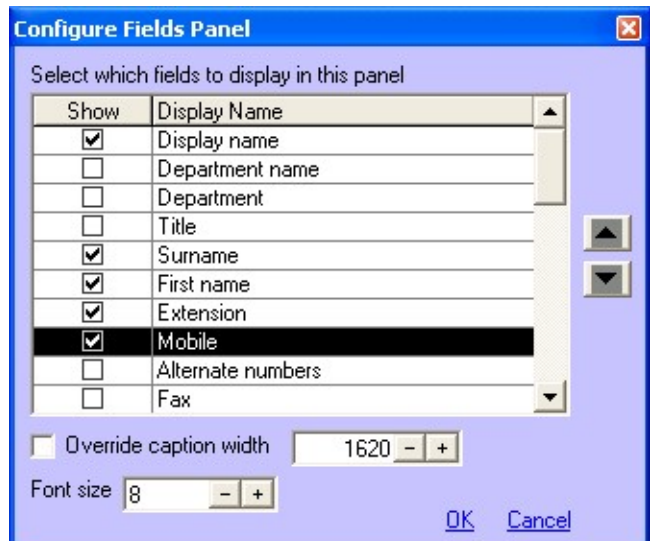 Configure Fields Panel
Select which fields to display in this panel
Show Display Name
Display name
Department name
Department
Title
Surname
First name
Extension
Mobile
Alternate numbers
Fax
Override caption width 1620 - +
Font size 8 - +
OK Cancel